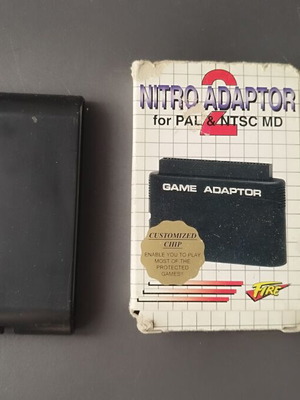 2
NITRO ADAPTOR
for PAL & NTSC MD
GAME ADAPTOR
CUSTOMIZED
CHIP
ENABLE YOU TO PLAY
MOST OF THE
PROTECTED
GAMES!
FIRE